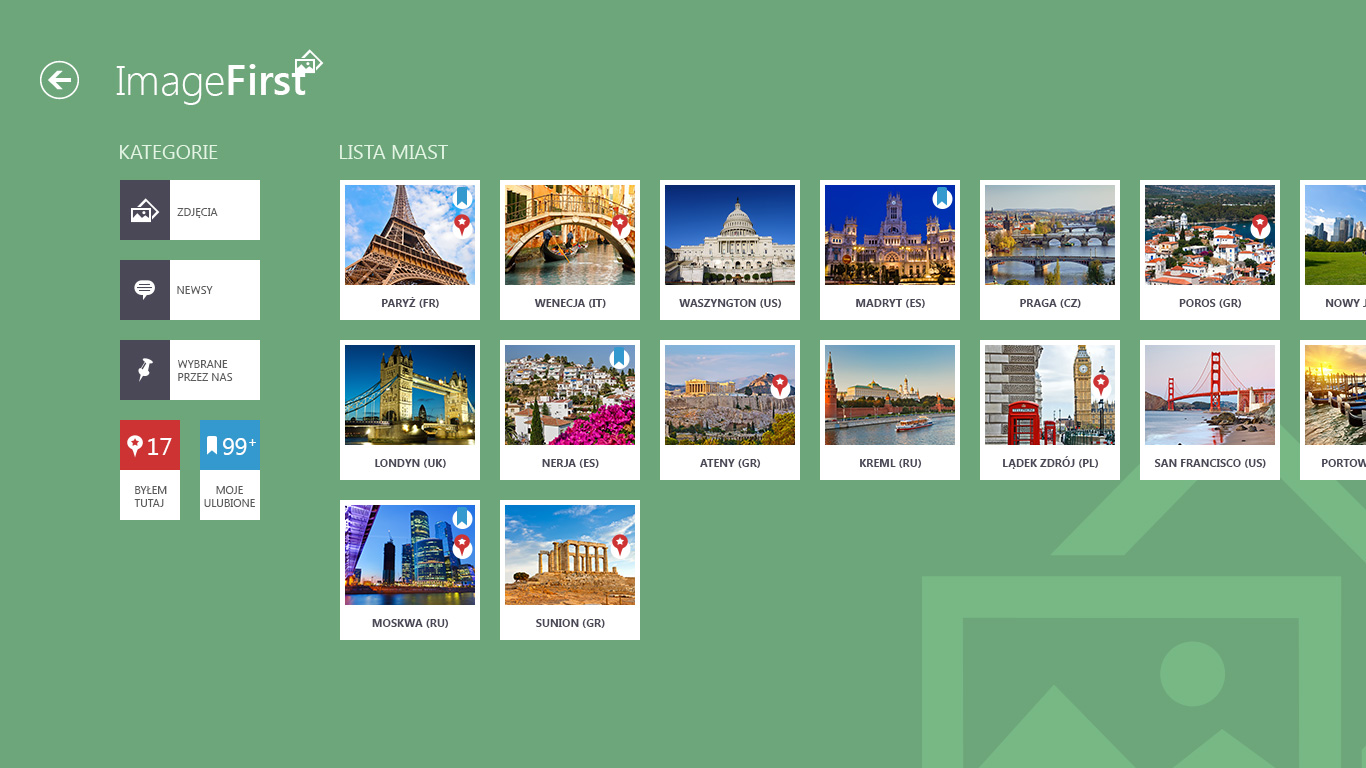 ImageFirst
KATEGORIE
ZDJĘCIA
NEWSY
WYBRANE
PRZEZ NAS
17
99+
BYŁEM
TUTAJ
MOJE
ULUBIONE
LISTA MIAST
PARYŻ (FR)
WENECJA (IT)
WASZYNGTON (US)
MADRYT (ES)
PRAGA (CZ)
POROS (GR)
NOWY J
LONDYN (UK)
NERJA (ES)
ATENY (GR)
KREML (RU)
TELEPHONE
LĄDEK ZDRÓJ (PL)
SAN FRANCISCO (US)
PORTOW
MOSKWA (RU)
SUNION (GR)